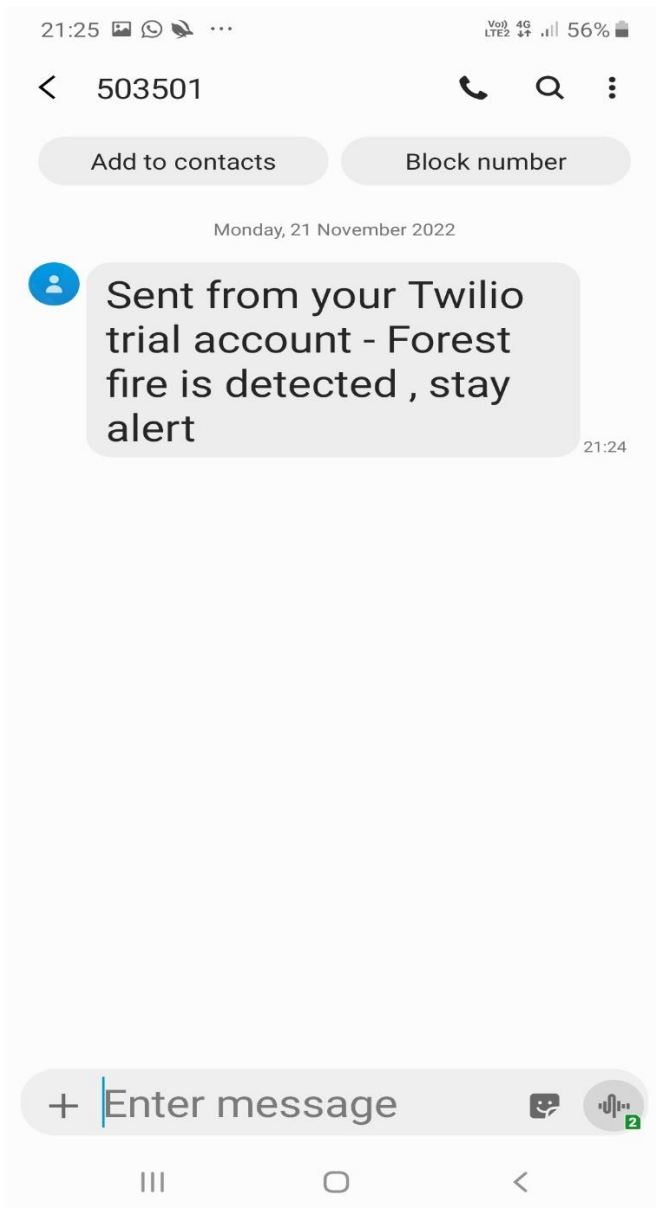 21:25 ... Vo)) LTE2 4G 56%
503501
Add to contacts Block number
Monday, 21 November 2022
Sent from your Twilio
trial account - Forest
fire is detected , stay
alert
21:24
Enter message
2